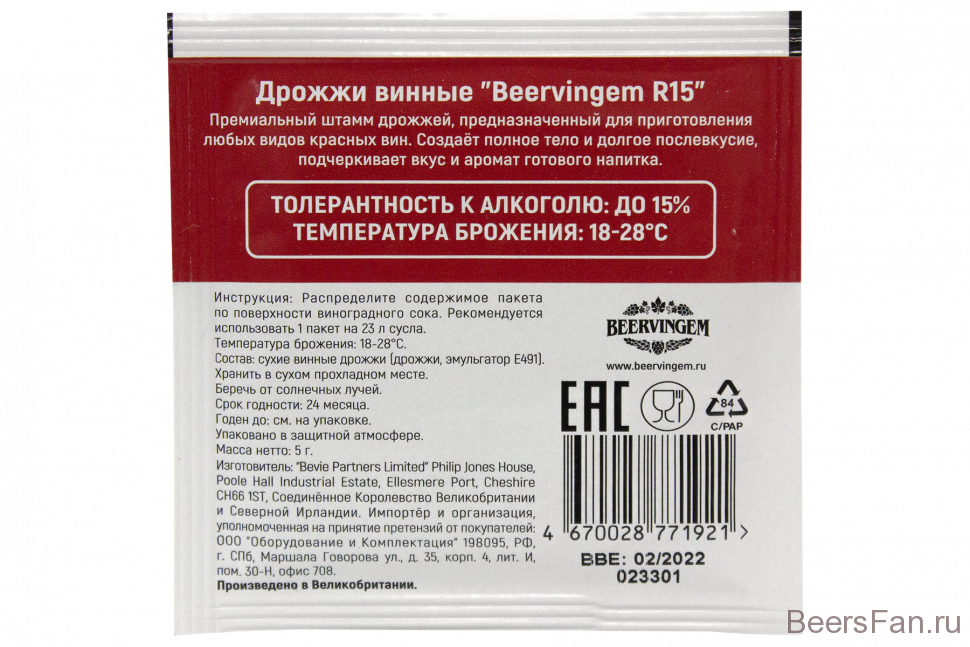 Дрожжи винные "Beervingem R15"
Премиальный штамм дрожжей, предназначенный для приготовления
любых видов красных вин. Создаёт полное тело и долгое послевкусие,
подчеркивает вкус и аромат готового напитка.
ТОЛЕРАНТНОСТЬ К АЛКОГОЛЮ: ДО 15%
ТЕМПЕРАТУРА БРОЖЕНИЯ: 18-28°С
Инструкция: Распределите содержимое пакета
по поверхности виноградного сока. Рекомендуется
использовать 1 пакет на 23 л сусла.
Температура брожения: 18-28°С.
Состав: сухие винные дрожжи (дрожжи, эмульгатор Е491).
Хранить в сухом прохладном месте.
Беречь от солнечных лучей.
Срок годности: 24 месяца.
Годен до: см. на упаковке.
Упаковано в защитной атмосфере.
Масса нетто: 5 г.
Изготовитель: "Bevie Partners Limited" Philip Jones House,
Poole Hall Industrial Estate, Ellesmere Port, Cheshire
CH66 1ST, Соединённое Королевство Великобритании
и Северной Ирландии. Импортёр и организация,
уполномоченная на принятие претензий от покупателей:
ООО "Оборудование и Комплектация" 198095, РФ,
г. СПб, Маршала Говорова ул., д. 35, корп. 4, лит. И,
пом. 30-Н, офис 708.
Произведено в Великобритании.
BEERVINGEM
www.beervingem.ru
EAC
84
C/PAP
4 670028 771921 >
BBE: 02/2022
023301
BeersFan.ru